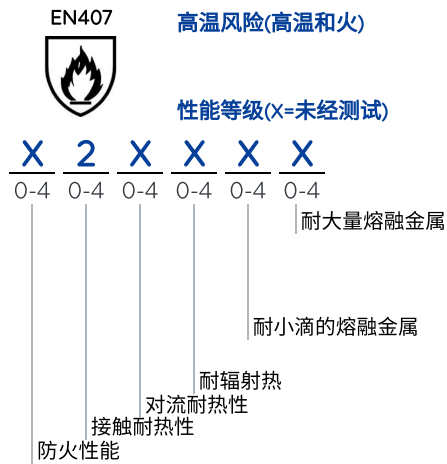 EN407
高温风险(高温和火)
性能等级(X=未经测试)
X 2 X X X X
0-4 0-4 0-4 0-4 0-4 0-4
耐大量熔融金属
耐小滴的熔融金属
耐辐射热
对流耐热性
接触耐热性
防火性能